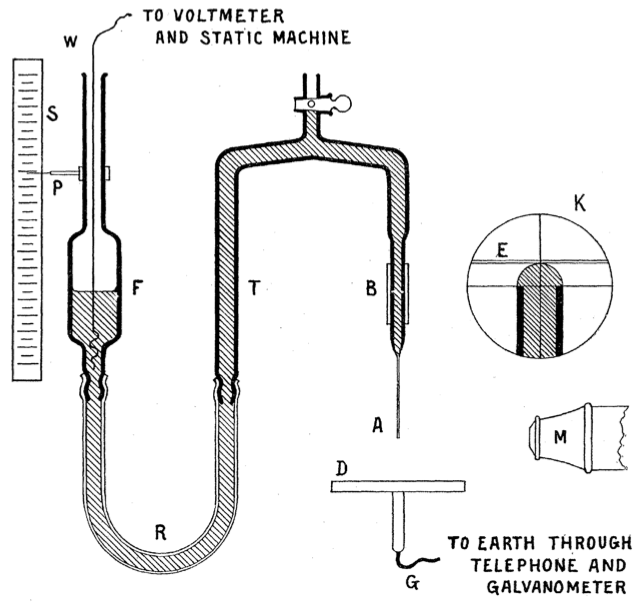 TO VOLTMETER
AND STATIC MACHINE
W
S
P
F
T
B
K
E
A
M
D
R
G
TO EARTH THROUGH
TELEPHONE AND
GALVANOMETER